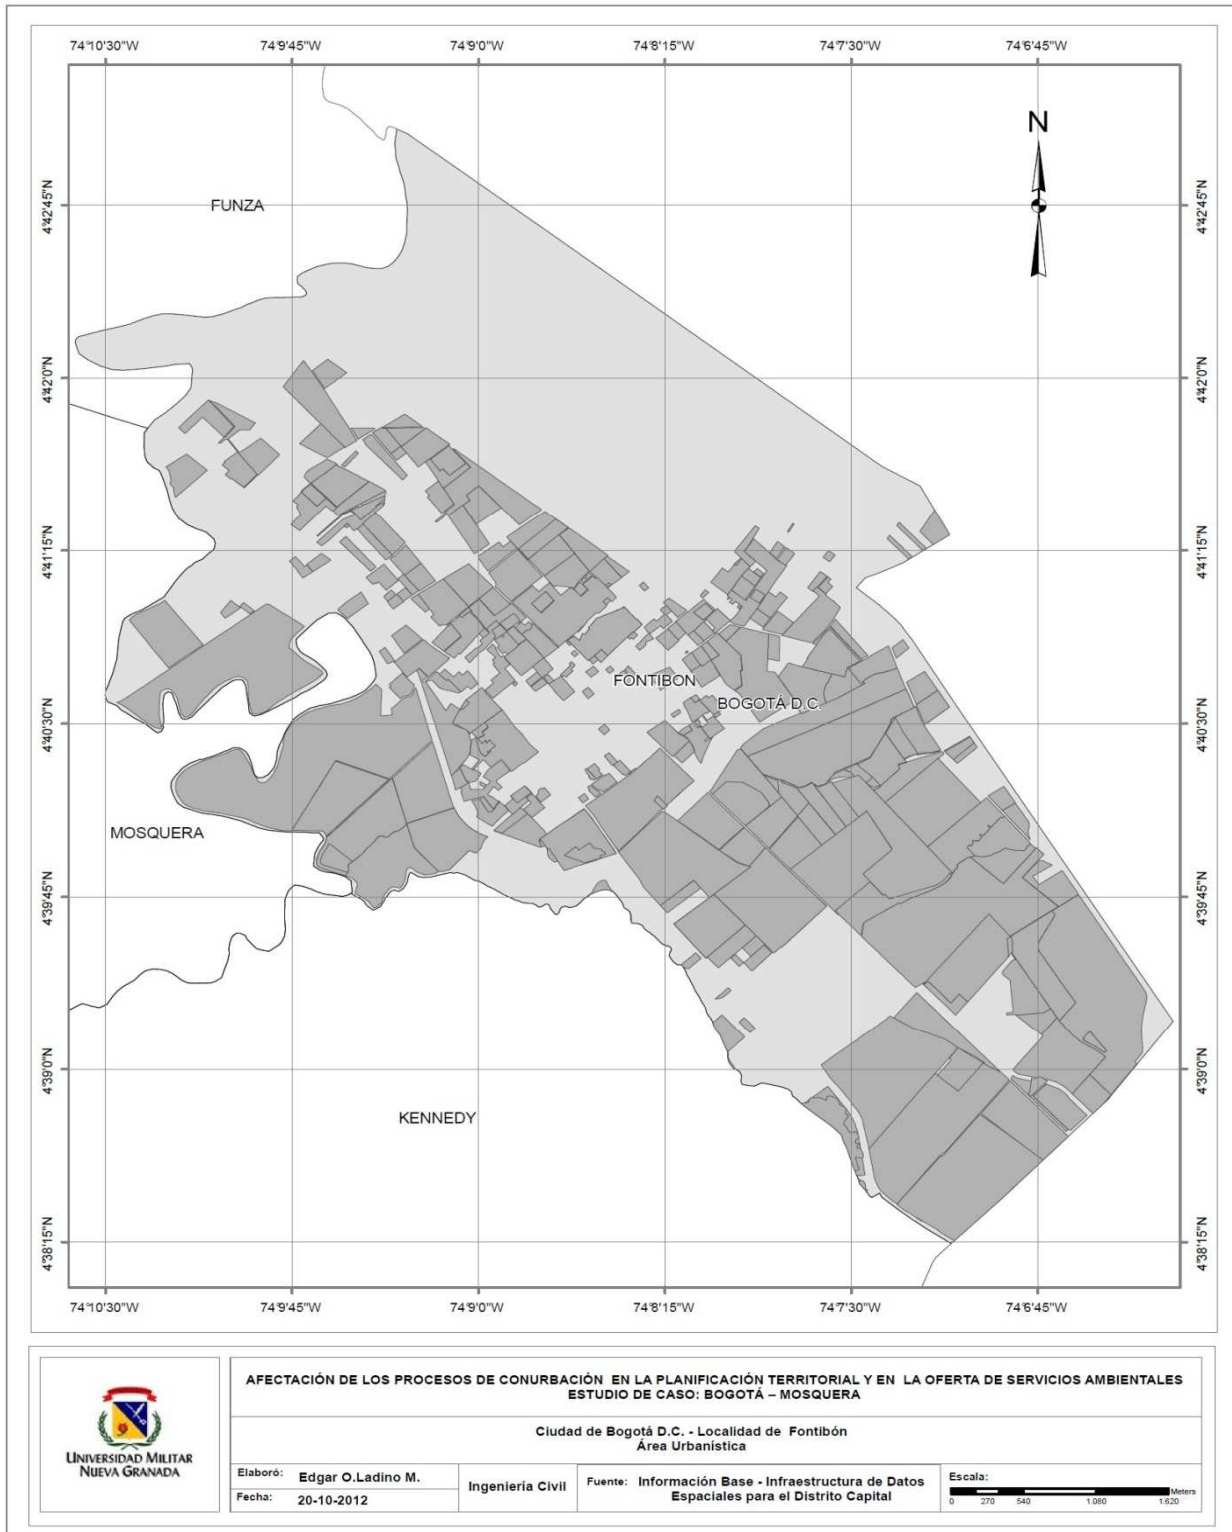 74°10'30"W 74°9'45"W 74°9'0"W 74°8'15"W 74°7'30"W 74°6'45"W
N
4°42'45"N 4°42'45"N
FUNZA
4°42'0"N 4°42'0"N
4°41'15"N 4°41'15"N
FONTIBON
BOGOTÁ D.C.
4°40'30"N 4°40'30"N
MOSQUERA
4°39'45"N 4°39'45"N
4°39'0"N 4°39'0"N
KENNEDY
4°38'15"N 4°38'15"N
74°10'30"W 74°9'45"W 74°9'0"W 74°8'15"W 74°7'30"W 74°6'45"W
UNIVERSIDAD MILITAR
NUEVA GRANADA
AFECTACIÓN DE LOS PROCESOS DE CONURBACIÓN EN LA PLANIFICACIÓN TERRITORIAL Y EN LA OFERTA DE SERVICIOS AMBIENTALES
ESTUDIO DE CASO: BOGOTÁ – MOSQUERA
Ciudad de Bogotá D.C. - Localidad de Fontibón
Área Urbanística
Elaboró: Edgar O.Ladino M.
Fecha: 20-10-2012
Ingeniería Civil
Fuente: Información Base - Infraestructura de Datos
Espaciales para el Distrito Capital
Escala:
Meters
0 270 540 1.080 1.620